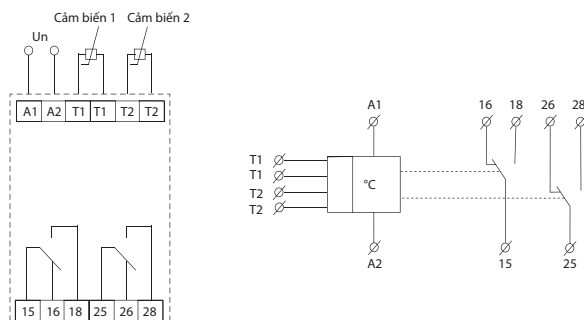 Cảm biến 1 Cảm biến 2
Un
A1 A2 T1 T1 T2 T2
15 16 18 25 26 28
A1
16 18 26 28
T1
T1
T2
T2
°C
A2
15
25